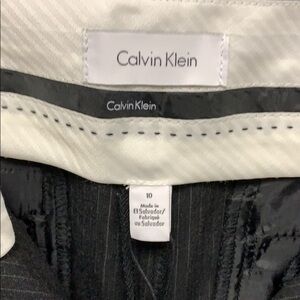 Calvin Klein
Calvin Klein
10
Made in
El Salvador/
Fabriqué
au Salvador